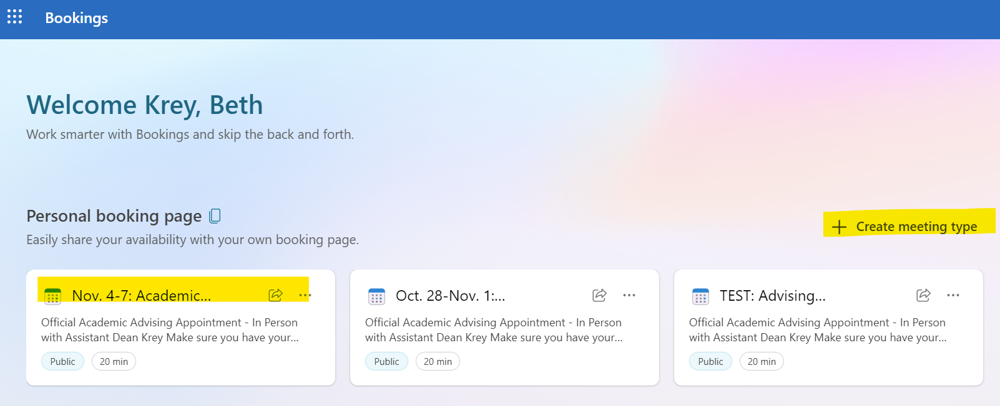 Bookings
Welcome Krey, Beth
Work smarter with Bookings and skip the back and forth.
Personal booking page
Easily share your availability with your own booking page.
Create meeting type
Nov. 4-7: Academic...
Official Academic Advising Appointment - In Person
with Assistant Dean Krey Make sure you have your...
Public
20 min
Oct. 28-Nov. 1:...
Official Academic Advising Appointment - In Person
with Assistant Dean Krey Make sure you have your...
Public
20 min
TEST: Advising...
Official Academic Advising Appointment - In Person
with Assistant Dean Krey Make sure you have your...
Public
20 min